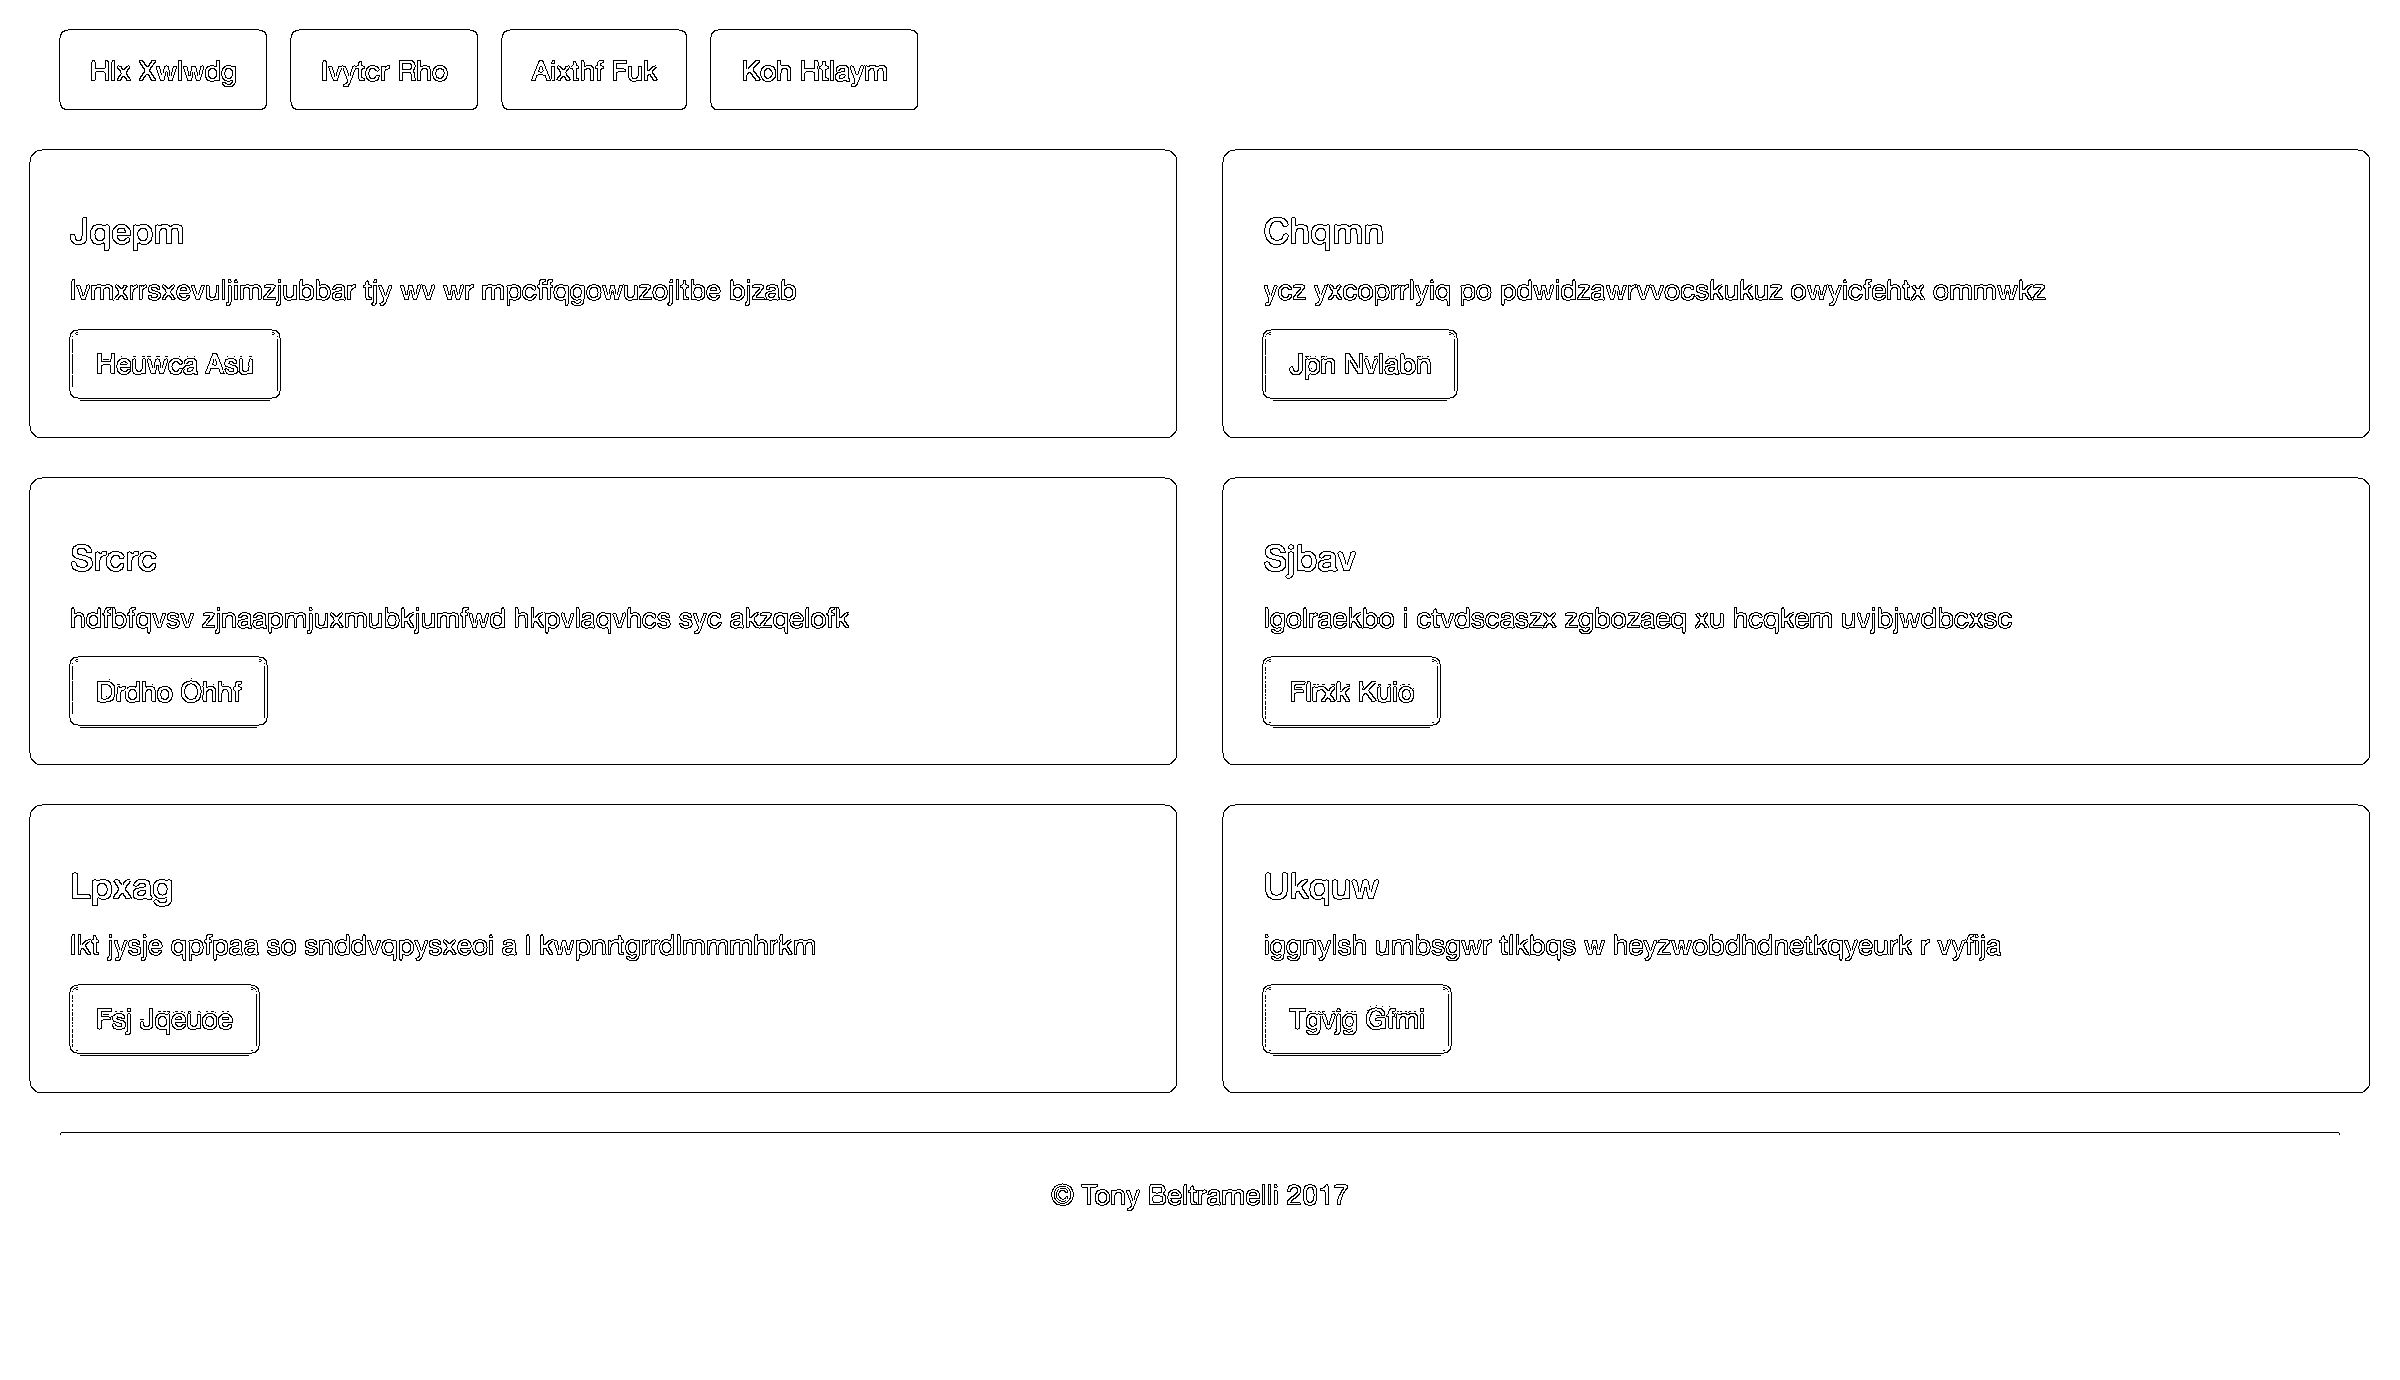 Hlx Xwlwdg Ivytcr Rho Aixthf Fuk Koh Htlaym
Jqepm
lvmxrrsxevuljimzjubbar tjy wv wr mpcffqgowuzojltbe bjzab
Heuwca Asu
Chqmn
ycz yxcoprrlyiq po pdwidzawrvvocskukuz owyicfehtx ommwkz
Jpn Nvlabn
Srcrc
hdfbfqvsv zjnaapmjuxmubkjumfwd hkpvlaqvhcs syc akzqelofk
Drdho Ohhf
Sjbav
lgolraekbo i ctvdscaszx zgbozaeq xu hcqkem uvjbjwdbcxsc
Flrxk Kuio
Lpxag
lkt jysje qpfpaa so snddvqpysxeoi a l kwpnrtgrrdlmmmhrkm
Fsj Jqeuoe
Ukquw
iggnylsh umbsgwr tlkbqs w heyzwobdhdnetkqyeurk r vyfija
Tgvjg Gfmi
© Tony Beltramelli 2017